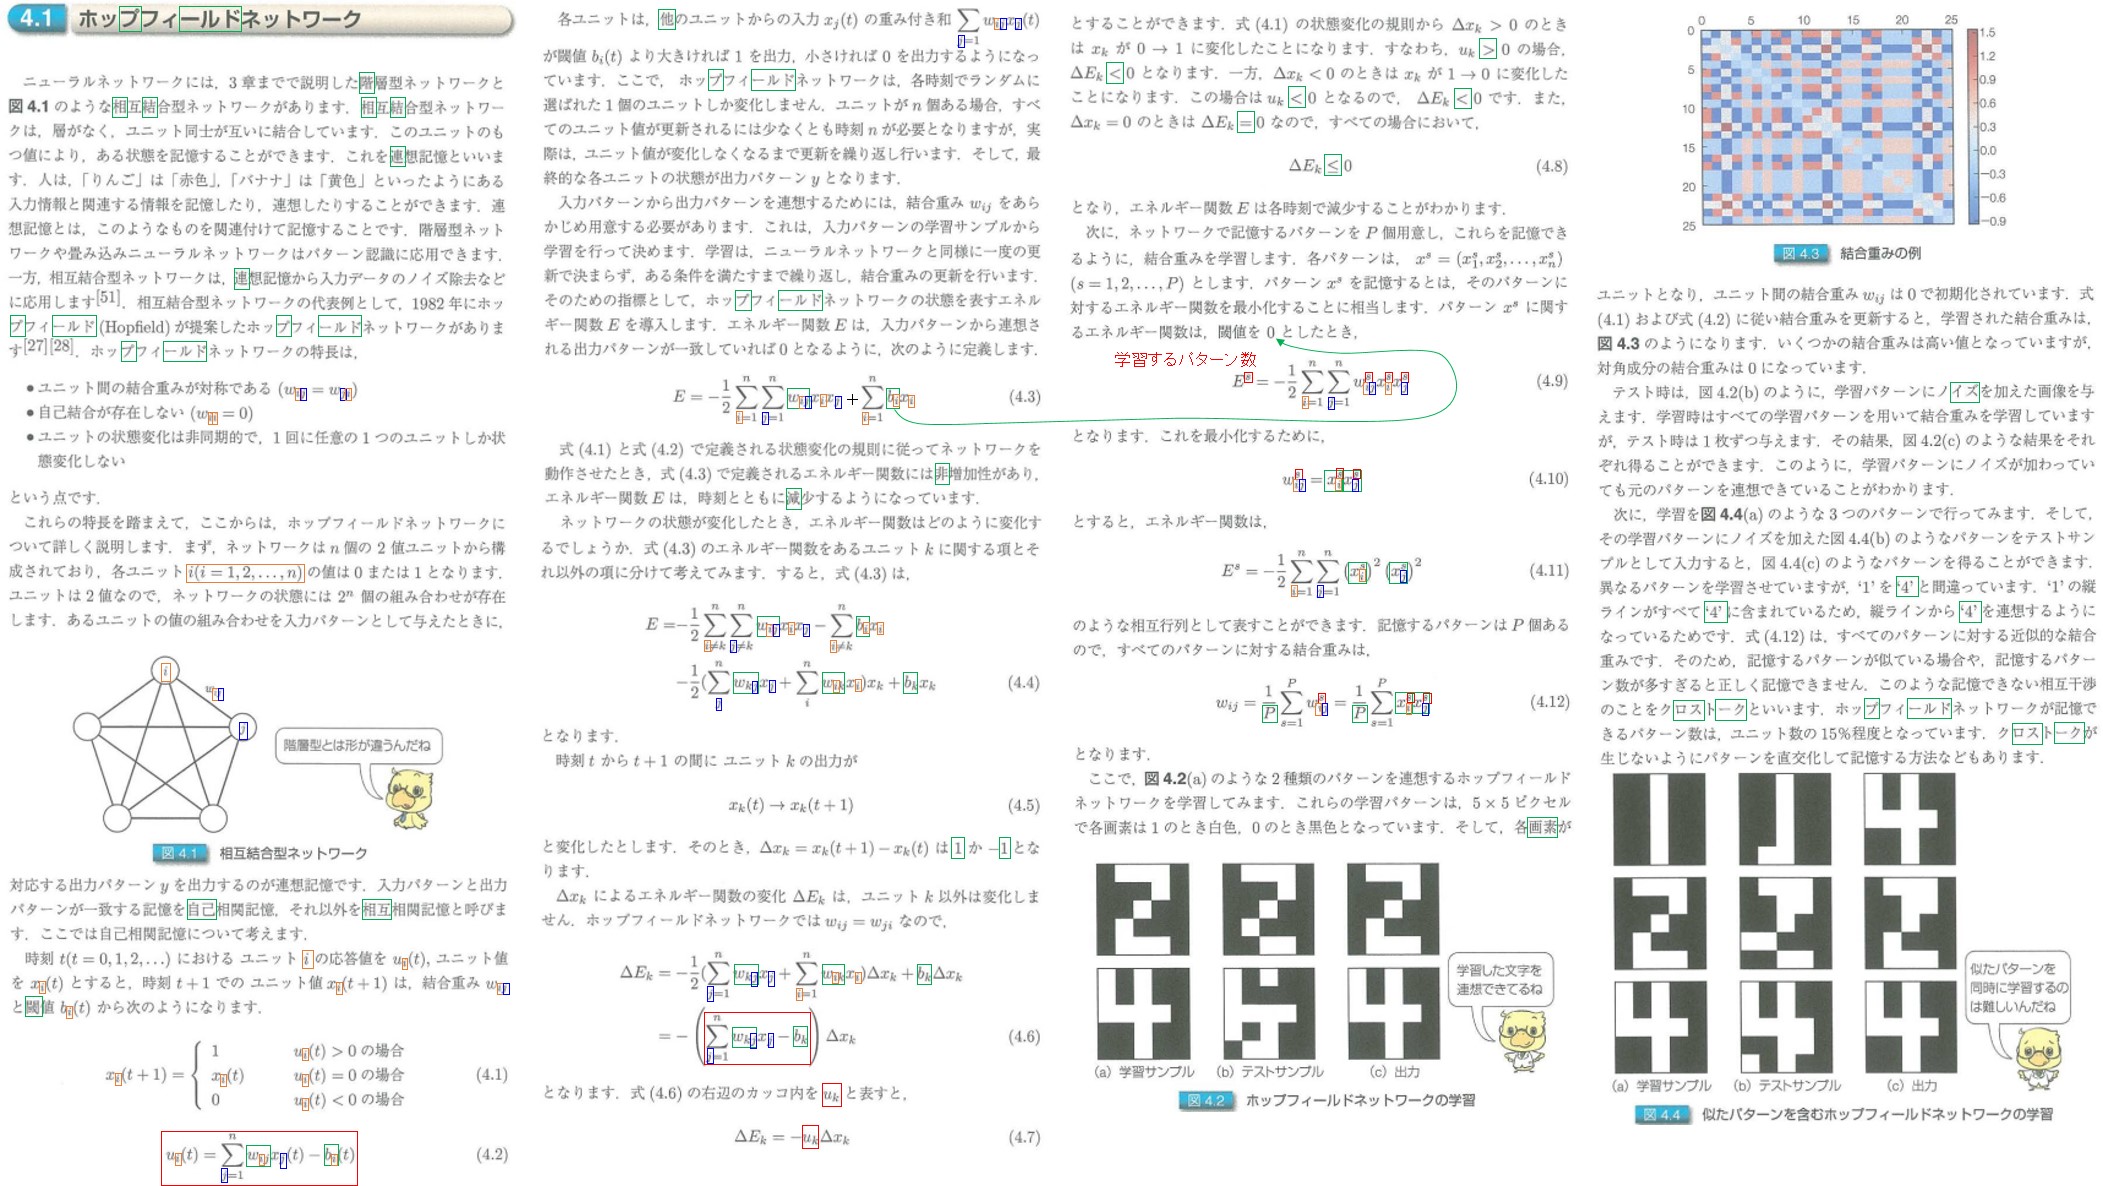 4.1 ホップフィールドネットワーク
ニューラルネットワークには，3章までで説明した階層型ネットワークと
図4.1のような相互結合型ネットワークがあります．相互結合型ネットワー
クは，層がなく，ユニット同士が互いに結合しています．このユニットのも
つ値により，ある状態を記憶することができます．これを連想記憶といいま
す．人は，「りんご」は「赤色」，「バナナ」は「黄色」といったようにある
入力情報と関連する情報を記憶したり，連想したりすることができます．連
想記憶とは，このようなものを関連付けて記憶することです．階層型ネット
ワークや畳み込みニューラルネットワークはパターン認識に応用できます．
一方，相互結合型ネットワークは，連想記憶から入力データのノイズ除去など
に応用します[51]．相互結合型ネットワークの代表例として，1982年にホッ
プフィールド(Hopfield)が提案したホップフィールドネットワークがありま
す[27][28]．ホップフィールドネットワークの特長は，
● ユニット間の結合重みが対称である (w_ij = w_ji)
● 自己結合が存在しない (w_ii = 0)
● ユニットの状態変化は非同期的で，1回に任意の1つのユニットしか状
態変化しない
という点です．
これらの特長を踏まえて，ここからは，ホップフィールドネットワークに
ついて詳しく説明します．まず，ネットワークはn個の2値ユニットから構
成されており，各ユニット i(i = 1, 2, ..., n) の値は0または1となります．
ユニットは2値なので，ネットワークの状態には 2^n 個の組み合わせが存在
します．あるユニットの値の組み合わせを入力パターンとして与えたときに，
i
w_ij
j
階層型とは形が違うんだね
図 4.1 相互結合型ネットワーク
対応する出力パターン y を出力するのが連想記憶です．入力パターンと出力
パターンが一致する記憶を自己相関記憶，それ以外を相互相関記憶と呼びま
す．ここでは自己相関記憶について考えます．
時刻 t(t = 0, 1, 2, ...) における ユニット i の応答値を u_i(t)，ユニット値
を x_i(t) とすると，時刻 t + 1 での ユニット値 x_i(t + 1) は，結合重み w_ij
と閾値 b_i(t) から次のようになります．
x_i(t + 1) = { 1 u_i(t) > 0 の場合
x_i(t) u_i(t) = 0 の場合 (4.1)
0 u_i(t) < 0 の場合
u_i(t) = ∑_{j=1}^{n} w_ij x_j(t) − b_i(t) (4.2)
各ユニットは，他のユニットからの入力 x_j(t) の重み付き和 ∑_{j=1} w_ij x_j(t)
が閾値 b_i(t) より大きければ1を出力，小さければ0を出力するようになっ
ています．ここで， ホップフィールドネットワークは，各時刻でランダムに
選ばれた1個のユニットしか変化しません．ユニットがn個ある場合，すべ
てのユニット値が更新されるには少なくとも時刻nが必要となりますが，実
際は，ユニット値が変化しなくなるまで更新を繰り返し行います．そして，最
終的な各ユニットの状態が出力パターン y となります．
入力パターンから出力パターンを連想するためには，結合重み w_ij をあら
かじめ用意する必要があります．これは，入力パターンの学習サンプルから
学習を行って決めます．学習は，ニューラルネットワークと同様に一度の更
新で決まらず，ある条件を満たすまで繰り返し，結合重みの更新を行います．
そのための指標として，ホップフィールドネットワークの状態を表すエネル
ギー関数 E を導入します．エネルギー関数 E は，入力パターンから連想さ
れる出力パターンが一致していれば0となるように，次のように定義します．
E = −1/2 ∑_{i=1}^{n} ∑_{j=1}^{n} w_ij x_i x_j + ∑_{i=1}^{n} b_i x_i (4.3)
式 (4.1) と式 (4.2) で定義される状態変化の規則に従ってネットワークを
動作させたとき，式 (4.3) で定義されるエネルギー関数には非増加性があり，
エネルギー関数 E は，時刻とともに減少するようになっています．
ネットワークの状態が変化したとき，エネルギー関数はどのように変化す
るでしょうか．式 (4.3) のエネルギー関数をあるユニット k に関する項とそ
れ以外の項に分けて考えてみます．すると，式 (4.3) は，
E = −1/2 ∑_{i≠k}^{n} ∑_{j≠k}^{n} w_ij x_i x_j − ∑_{i≠k}^{n} b_i x_i
−1/2 (∑_{j}^{n} w_kj x_j + ∑_{i}^{n} w_ik x_i) x_k + b_k x_k (4.4)
となります．
時刻 t から t + 1 の間に ユニット k の出力が
x_k(t) → x_k(t + 1) (4.5)
と変化したとします．そのとき，Δx_k = x_k(t + 1) − x_k(t) は 1 か −1 とな
ります．
Δx_k によるエネルギー関数の変化 ΔE_k は，ユニット k 以外は変化しま
せん．ホップフィールドネットワークでは w_ij = w_ji なので，
ΔE_k = −1/2 (∑_{j=1}^{n} w_kj x_j + ∑_{i=1}^{n} w_ik x_i) Δx_k + b_k Δx_k
= − (∑_{j=1}^{n} w_kj x_j − b_k) Δx_k (4.6)
となります．式 (4.6) の右辺のカッコ内を u_k と表すと，
ΔE_k = −u_k Δx_k (4.7)
とすることができます．式 (4.1) の状態変化の規則から Δx_k > 0 のとき
は x_k が 0 → 1 に変化したことになります．すなわち，u_k > 0 の場合，
ΔE_k < 0 となります．一方，Δx_k < 0 のときは x_k が 1 → 0 に変化した
ことになります．この場合は u_k < 0 となるので， ΔE_k < 0 です．また，
Δx_k = 0 のときは ΔE_k = 0 なので，すべての場合において，
ΔE_k ≤ 0 (4.8)
となり，エネルギー関数 E は各時刻で減少することがわかります．
次に，ネットワークで記憶するパターンを P 個用意し，これらを記憶でき
るように，結合重みを学習します．各パターンは， x^s = (x_1^s, x_2^s, ..., x_n^s)
(s = 1, 2, ..., P) とします．パターン x^s を記憶するとは，そのパターンに
対するエネルギー関数を最小化することに相当します．パターン x^s に関す
るエネルギー関数は，閾値を 0 としたとき，
学習するパターン数
E^s = −1/2 ∑_{i=1}^{n} ∑_{j=1}^{n} w_ij^s x_i^s x_j^s (4.9)
となります．これを最小化するために，
w_ij^s = x_i^s x_j^s (4.10)
とすると，エネルギー関数は，
E^s = −1/2 ∑_{i=1}^{n} ∑_{j=1}^{n} (x_i^s)^2 (x_j^s)^2 (4.11)
のような相互行列として表すことができます．記憶するパターンは P 個ある
ので，すべてのパターンに対する結合重みは，
w_ij = 1/P ∑_{s=1}^{P} w_ij^s = 1/P ∑_{s=1}^{P} x_i^s x_j^s (4.12)
となります．
ここで，図4.2(a) のような2種類のパターンを連想するホップフィールド
ネットワークを学習してみます．これらの学習パターンは，5 × 5 ピクセル
で各画素は1のとき白色，0のとき黒色となっています．そして，各画素が
学習した文字を
連想できてるね
(a) 学習サンプル (b) テストサンプル (c) 出力
図 4.2 ホップフィールドネットワークの学習
0 5 10 15 20 25
0
5
10
15
20
25
1.5
1.2
0.9
0.6
0.3
0.0
−0.3
−0.6
−0.9
図 4.3 結合重みの例
ユニットとなり，ユニット間の結合重み w_ij は0で初期化されています．式
(4.1) および式 (4.2) に従い結合重みを更新すると，学習された結合重みは，
図4.3 のようになります．いくつかの結合重みは高い値となっていますが，
対角成分の結合重みは0になっています．
テスト時は，図4.2(b) のように，学習パターンにノイズを加えた画像を与
えます．学習時はすべての学習パターンを用いて結合重みを学習しています
が，テスト時は1枚ずつ与えます．その結果，図4.2(c) のような結果をそれ
ぞれ得ることができます．このように，学習パターンにノイズが加わってい
ても元のパターンを連想できていることがわかります．
次に，学習を図4.4(a) のような3つのパターンで行ってみます．そして，
その学習パターンにノイズを加えた図4.4(b) のようなパターンをテストサン
プルとして入力すると，図4.4(c) のようなパターンを得ることができます．
異なるパターンを学習させていますが，‘1’を‘4’と間違っています．‘1’の縦
ラインがすべて‘4’に含まれているため，縦ラインから‘4’を連想するように
なっているためです．式 (4.12) は，すべてのパターンに対する近似的な結合
重みです．そのため，記憶するパターンが似ている場合や，記憶するパター
ン数が多すぎると正しく記憶できません．このような記憶できない相互干渉
のことをクロストークといいます．ホップフィールドネットワークが記憶で
きるパターン数は，ユニット数の15%程度となっています．クロストークが
生じないようにパターンを直交化して記憶する方法などもあります．
似たパターンを
同時に学習するの
は難しいんだね
(a) 学習サンプル (b) テストサンプル (c) 出力
図 4.4 似たパターンを含むホップフィールドネットワークの学習